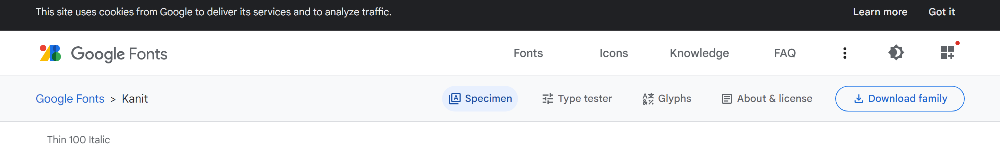 This site uses cookies from Google to deliver its services and to analyze traffic. Learn more Got it
Google Fonts Fonts Icons Knowledge FAQ
Google Fonts > Kanit Specimen Type tester Glyphs About & license Download family
Thin 100 Italic